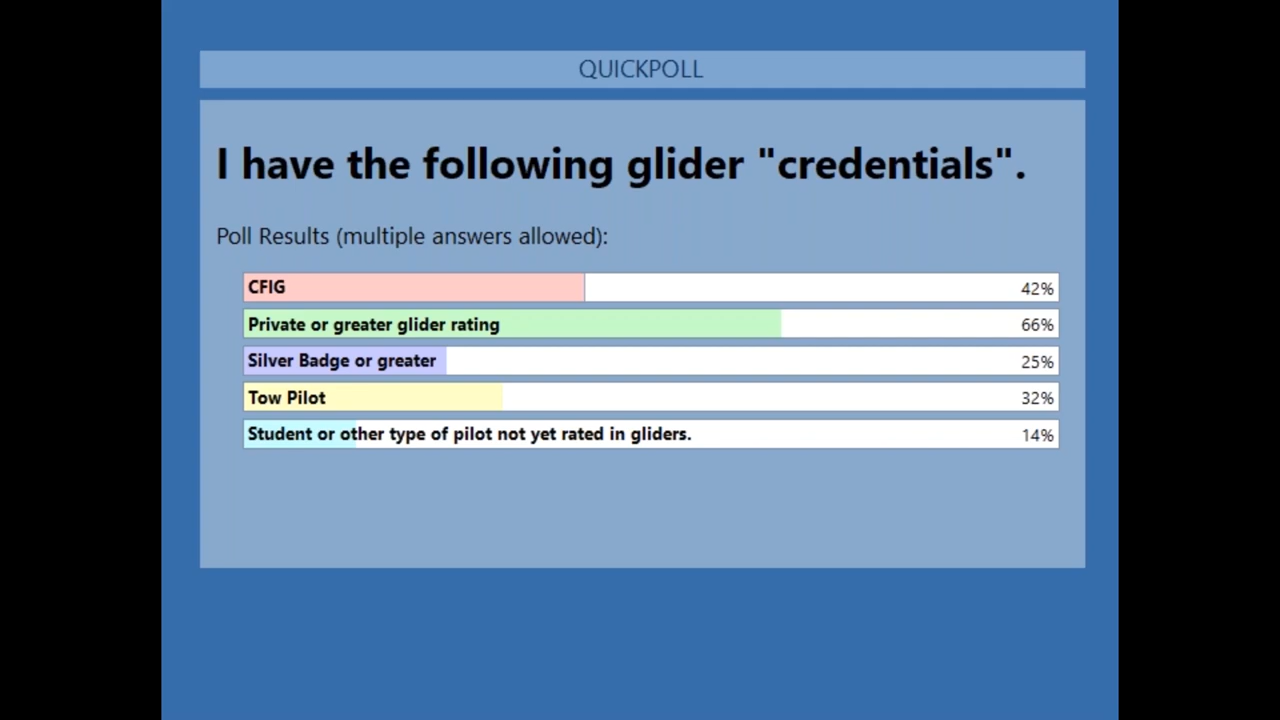 QUICKPOLL
I have the following glider "credentials".
Poll Results (multiple answers allowed):
CFIG 42%
Private or greater glider rating 66%
Silver Badge or greater 25%
Tow Pilot 32%
Student or other type of pilot not yet rated in gliders. 14%